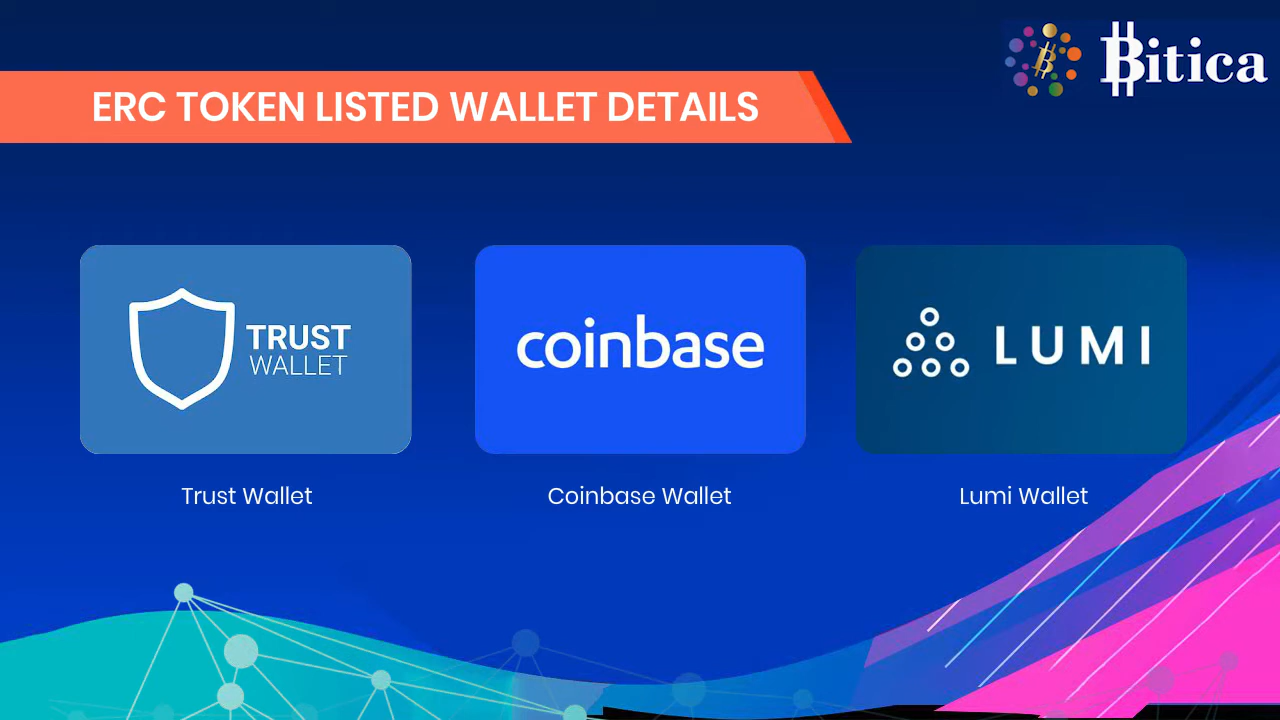 Bitica
ERC TOKEN LISTED WALLET DETAILS
TRUST
WALLET
coinbase
LUMI
Trust Wallet
Coinbase Wallet
Lumi Wallet